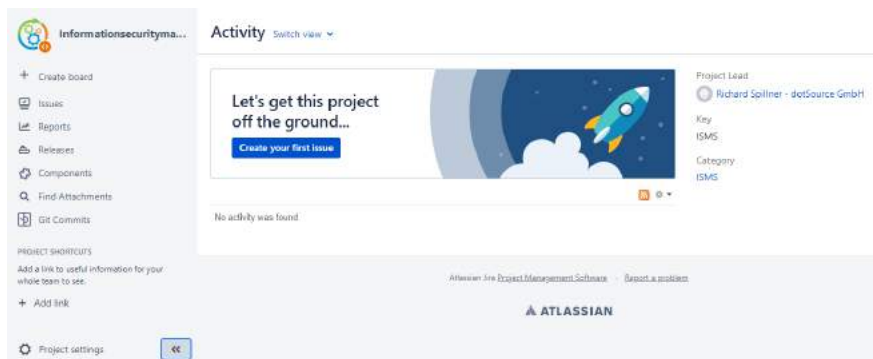 Informationsecurityma...
Activity Switch view
+ Create board
Issues
Reports
Releases
Components
Find Attachments
Git Commits
PROJECT SHORTCUTS
Add a link to useful information for your
whole team to see.
+ Add link
Project settings
Let's get this project
off the ground...
Create your first issue
No activity was found
Project Lead
Richard Spillner - dotSource GmbH
Key
ISMS
Category
ISMS
Atlassian Jira Project Management Software · Report a problem
ATLASSIAN